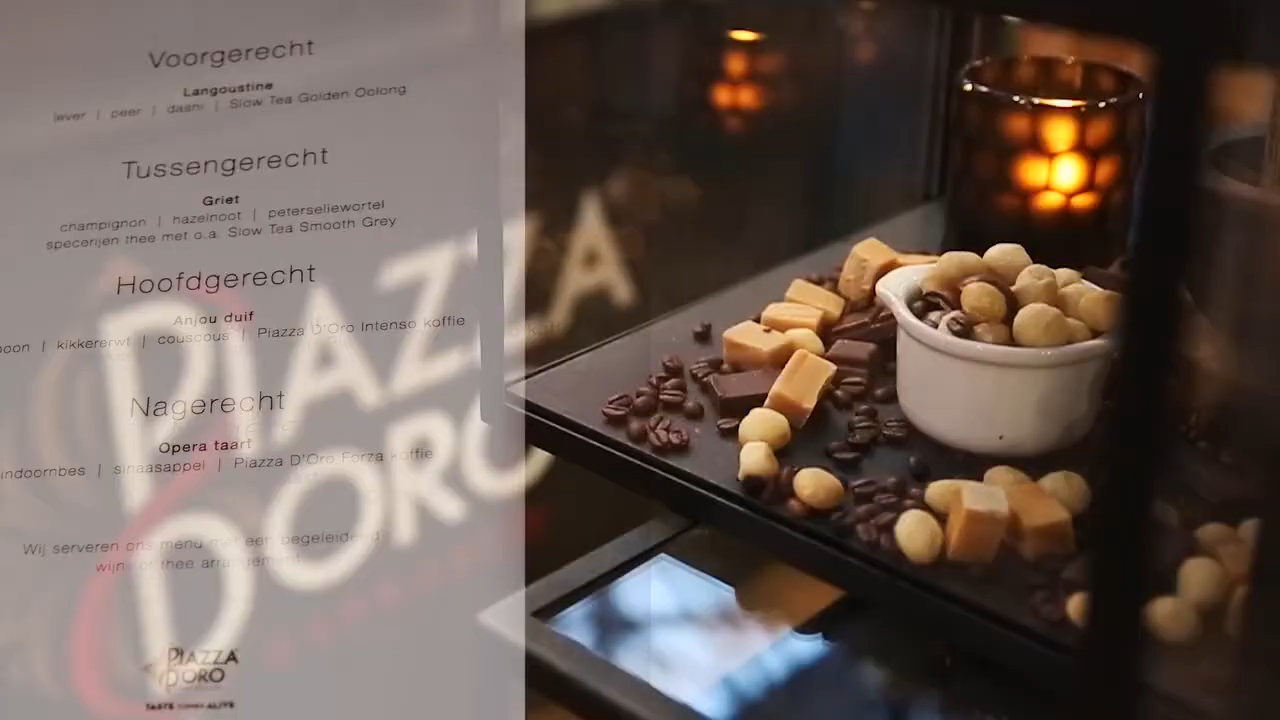 Voorgerecht
Langoustine
lever | peer | dashi | Slow Tea Golden Oolong
Tussengerecht
Griet
champignon | hazelnoot | peterseliewortel
specerijen thee met o.a. Slow Tea Smooth Grey
Hoofdgerecht
Anjou duif
| kikkererwt | couscous | Piazza D'Oro Intenso koffie
Nagerecht
Opera taart
| sinaasappel | Piazza D'Oro Forza koffie
Wij serveren ons menu met een begeleidend
wijn- of thee arrangement
PIAZZA
D'ORO
PIAZZA
D'ORO
TASTE COMES ALIVE